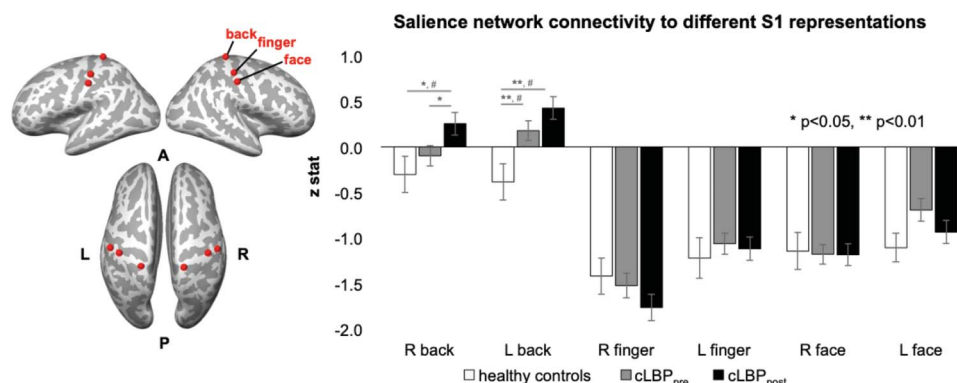 Salience network connectivity to different S1 representations
back
finger
face
A
L
R
P
z stat
1.0
0.5
0.0
-0.5
-1.0
-1.5
-2.0
*, #
*
**, #
**, #
* p<0.05, ** p<0.01
R back L back R finger L finger R face L face
healthy controls cLBPpre cLBPpost